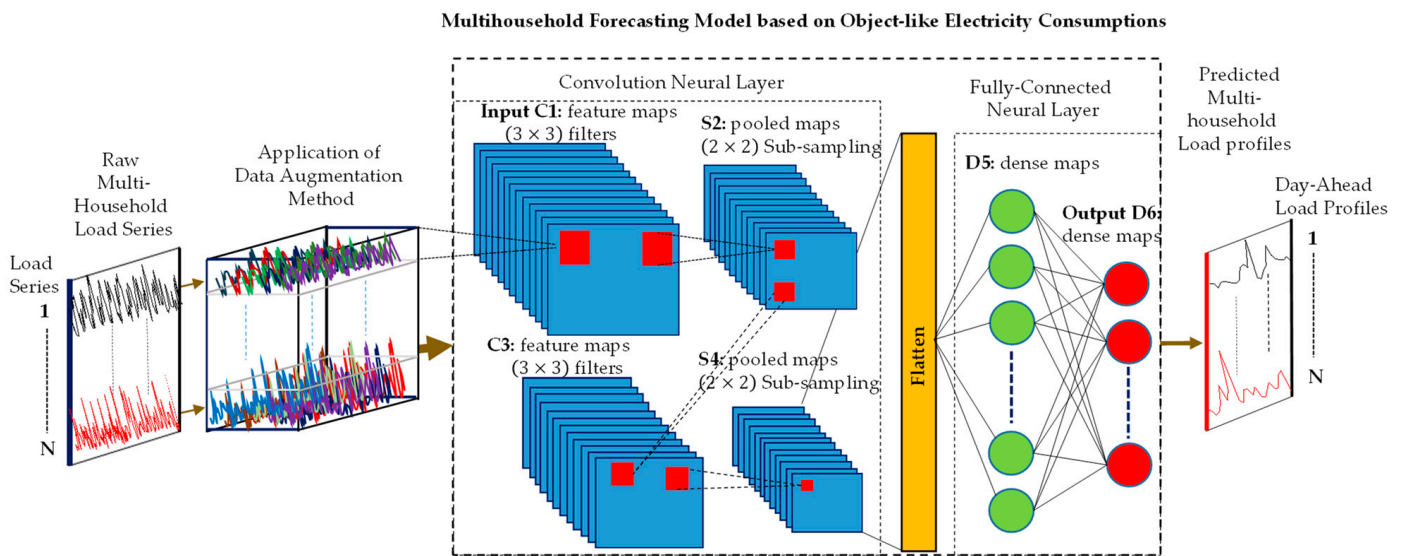 Multihousehold Forecasting Model based on Object-like Electricity Consumptions
Raw
Multi-
Household
Load Series
Load
Series
1
N
Application of
Data Augmentation
Method
Convolution Neural Layer
Input C1: feature maps
(3 × 3) filters
S2: pooled maps
(2 × 2) Sub-sampling
C3: feature maps
(3 × 3) filters
S4: pooled maps
(2 × 2) Sub-sampling
Flatten
Fully-Connected
Neural Layer
D5: dense maps
Output D6:
dense maps
Predicted
Multi-
household
Load profiles
Day-Ahead
Load Profiles
1
N